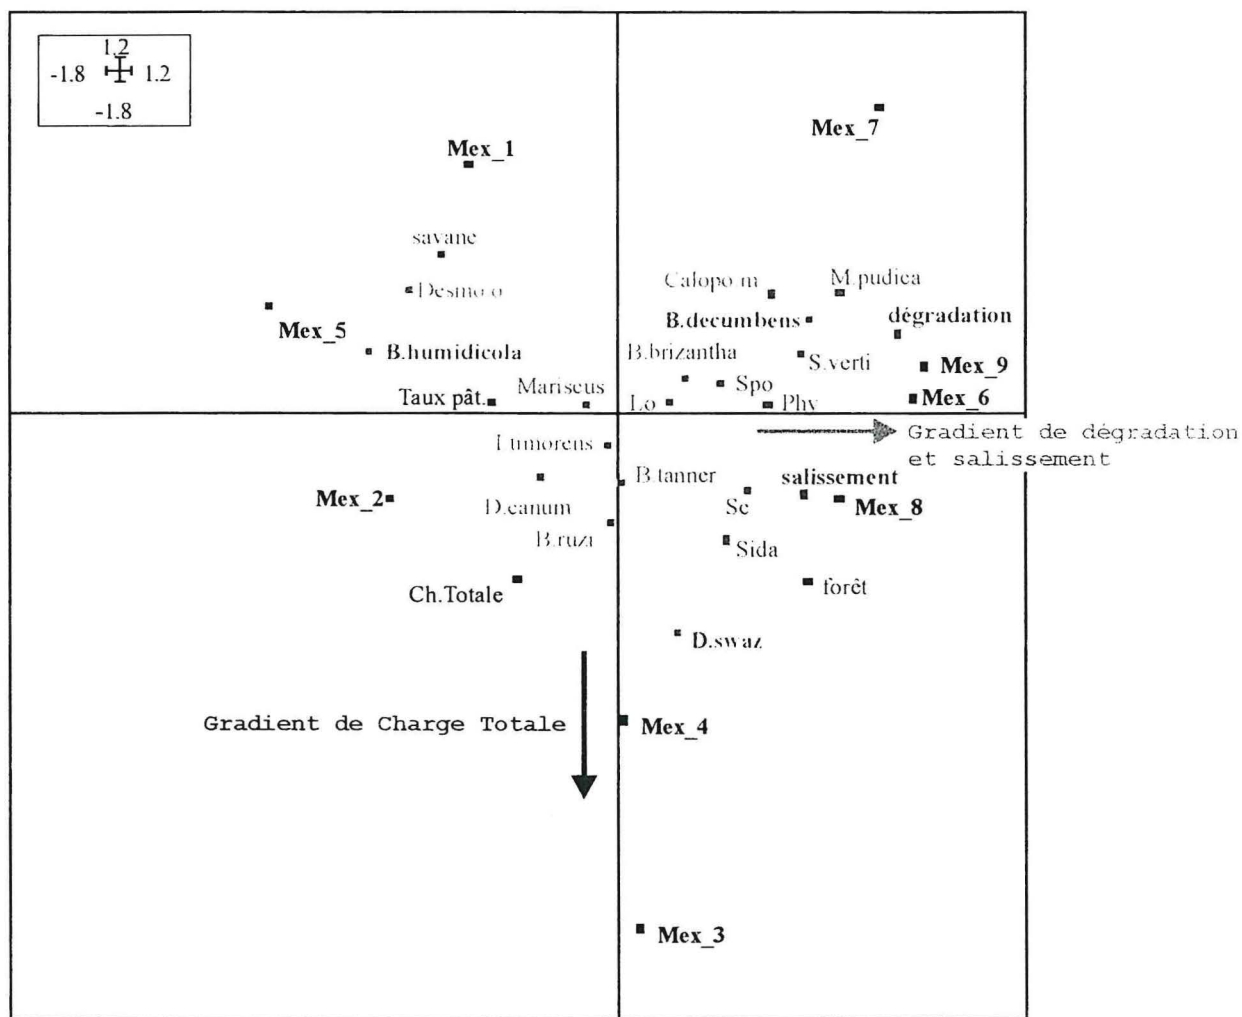 1.2
-1.8 1.2
-1.8
Mex_7
Mex_1
savane
Desmo.o
Calopo.m
M.pudica
B.decumbens
dégradation
Mex_5
B.humidicola
B.brizantha
S.verti
Mex_9
Taux pât.
Mariscus
Lo
Spo
Phy
Mex_6
Gradient de dégradation
et salissement
B.tanner
salissement
Mex_2
D.canum
Sc
Mex_8
B.ruzi
Sida
Ch.Totale
forêt
D.swaz
Gradient de Charge Totale
Mex_4
Mex_3